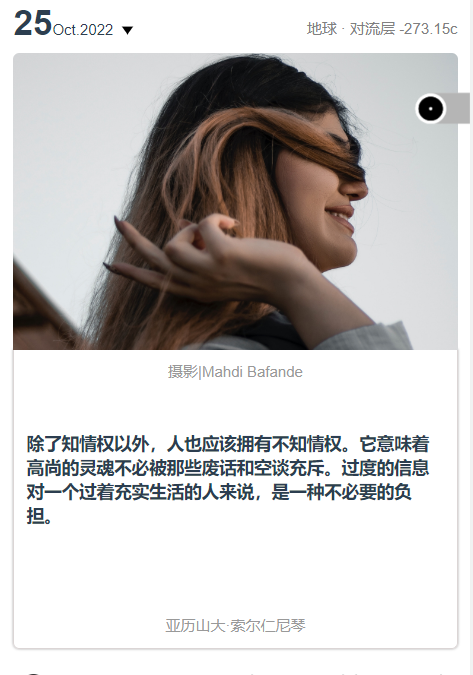 25Oct.2022
地球 · 对流层 -273.15c
摄影|Mahdi Bafande
除了知情权以外，人也应该拥有不知情权。它意味着
高尚的灵魂不必被那些废话和空谈充斥。过度的信息
对一个过着充实生活的人来说，是一种不必要的负
担。
亚历山大·索尔仁尼琴